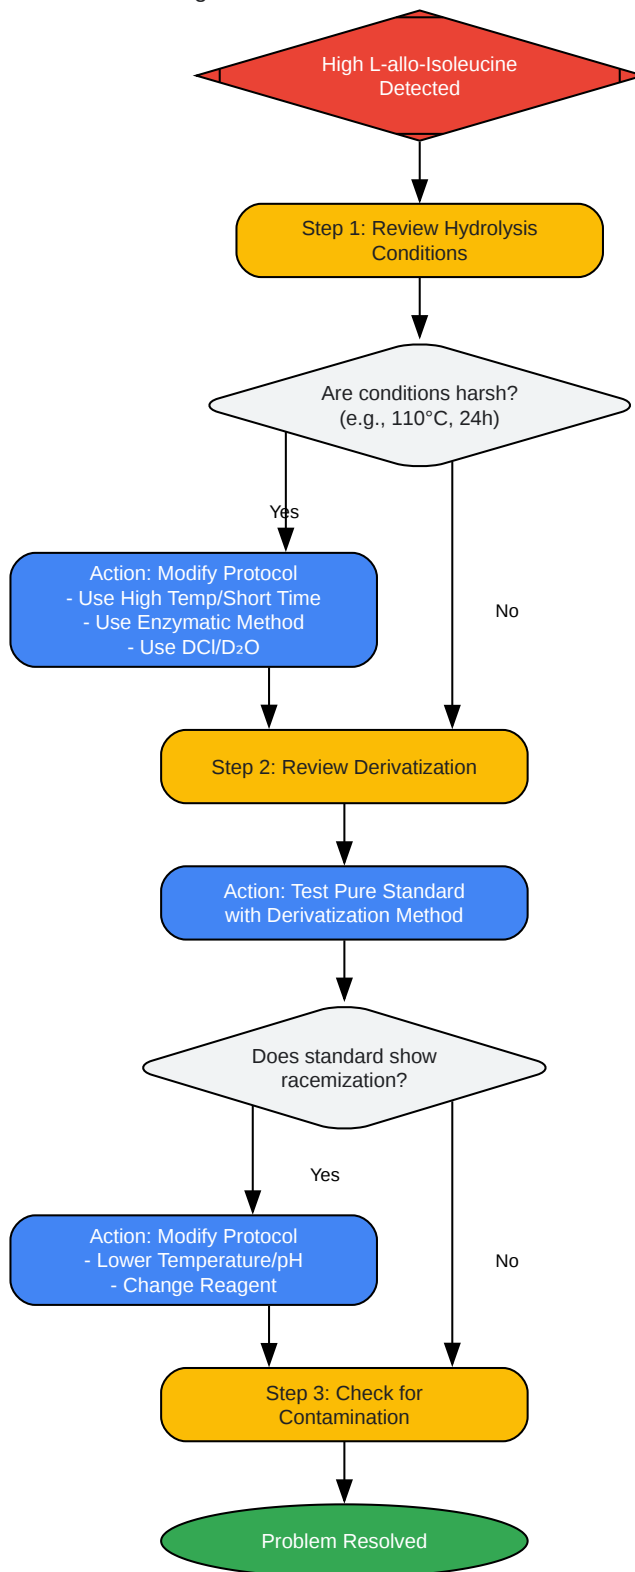 High L-allo-Isoleucine
Detected
Step 1: Review Hydrolysis
Conditions
Are conditions harsh?
(e.g., 110°C, 24h)
Yes
Action: Modify Protocol
- Use High Temp/Short Time
- Use Enzymatic Method
- Use DCl/D₂O
No
Step 2: Review Derivatization
Action: Test Pure Standard
with Derivatization Method
Does standard show
racemization?
Yes
Action: Modify Protocol
- Lower Temperature/pH
- Change Reagent
No
Step 3: Check for
Contamination
Problem Resolved